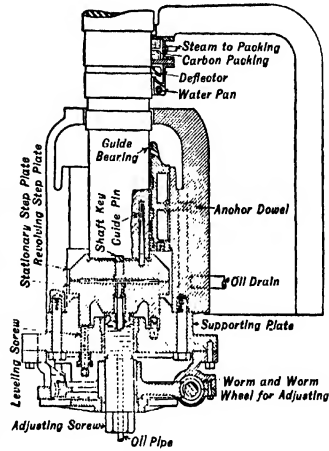 Steam to Packing
Carbon Packing
Deflector
Water Pan
Guide
Bearing
Stationary Step Plate
Revolving Step Plate
Shaft Key
Guide Pin
Anohor Dowel
Oil Drain
Supporting Plate
Leveling Screw
Worm and Worm
Wheel for Adjusting
Adjusting Screw
Oil Pipe